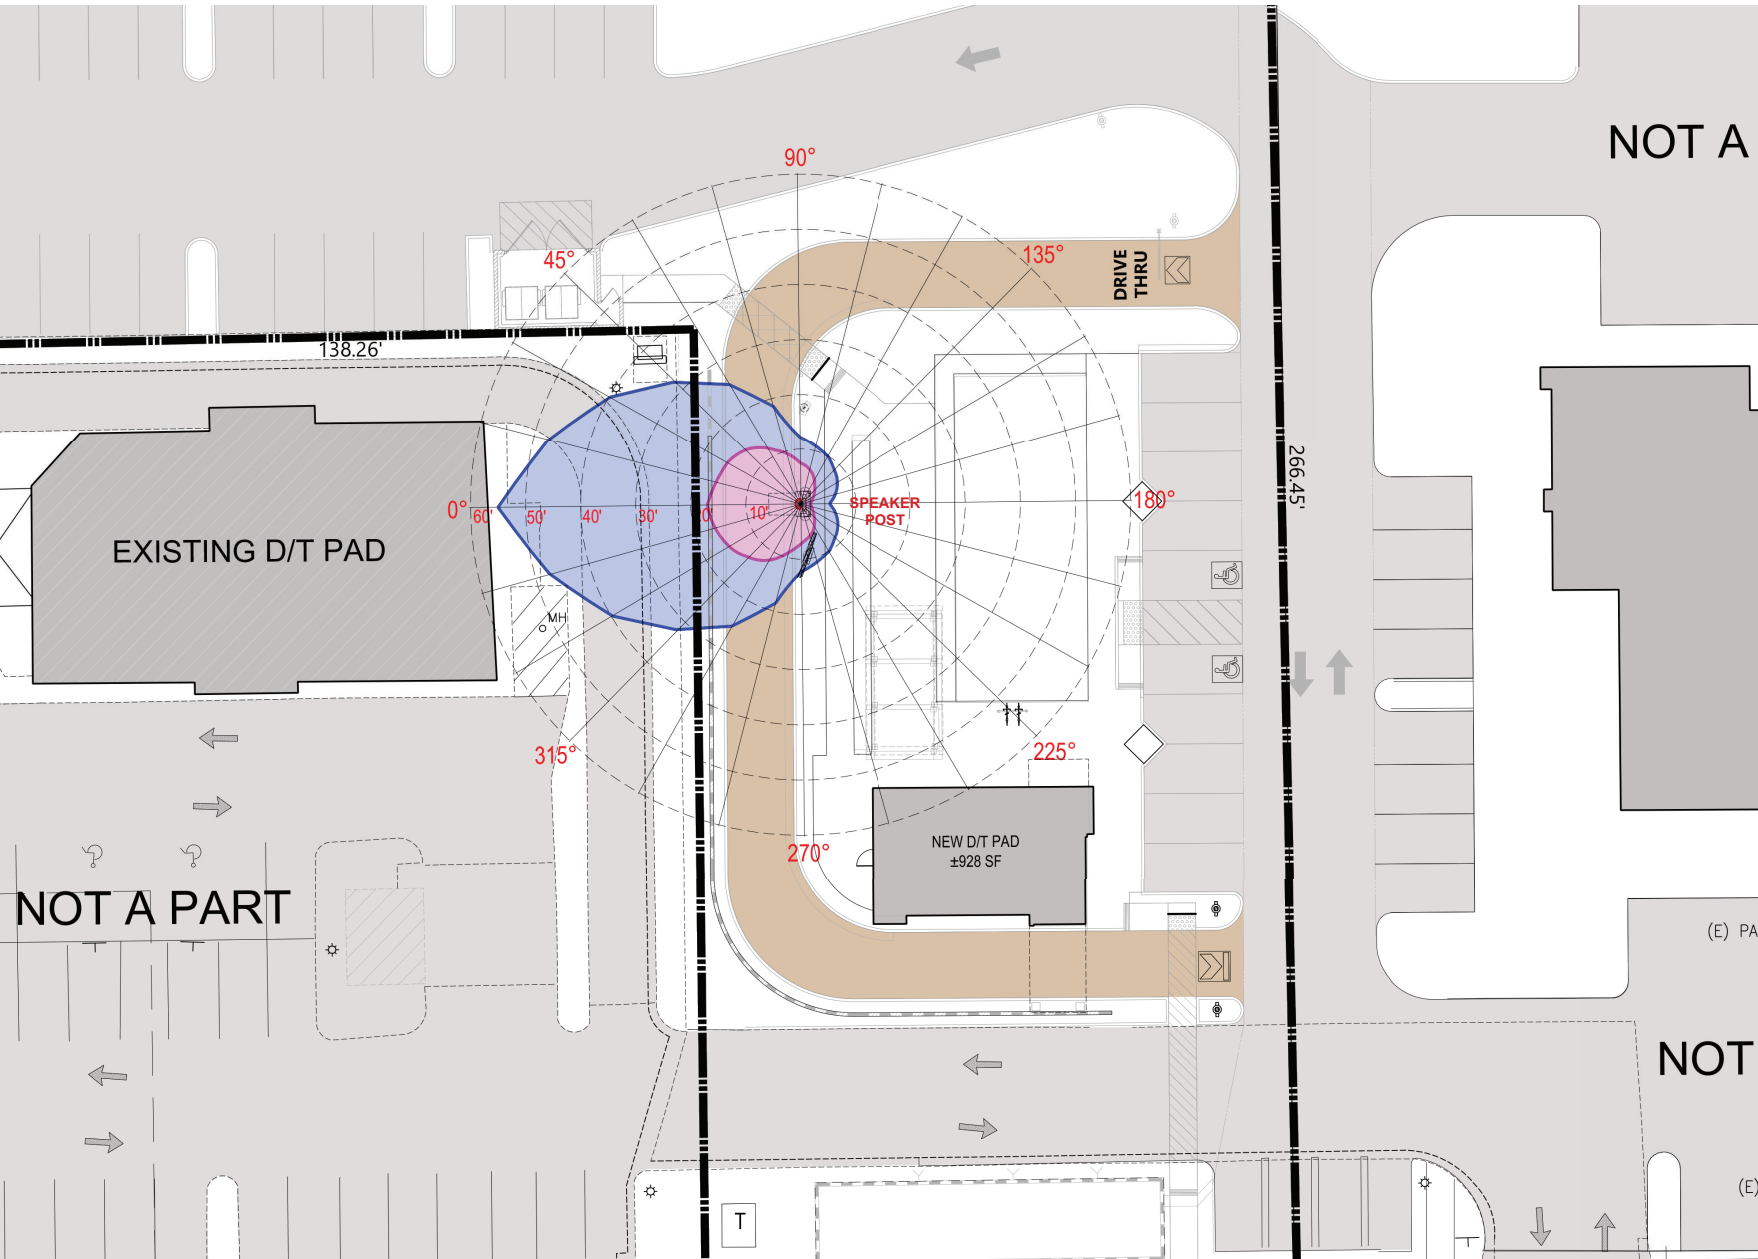 NOT A
90°
45°
135°
DRIVE
THRU
138.26'
266.45'
0°
60'
50'
40'
30'
10'
SPEAKER
POST
180°
EXISTING D/T PAD
MH
315°
225°
270°
NEW D/T PAD
±928 SF
NOT A PART
(E) PA
NOT
(E)
T